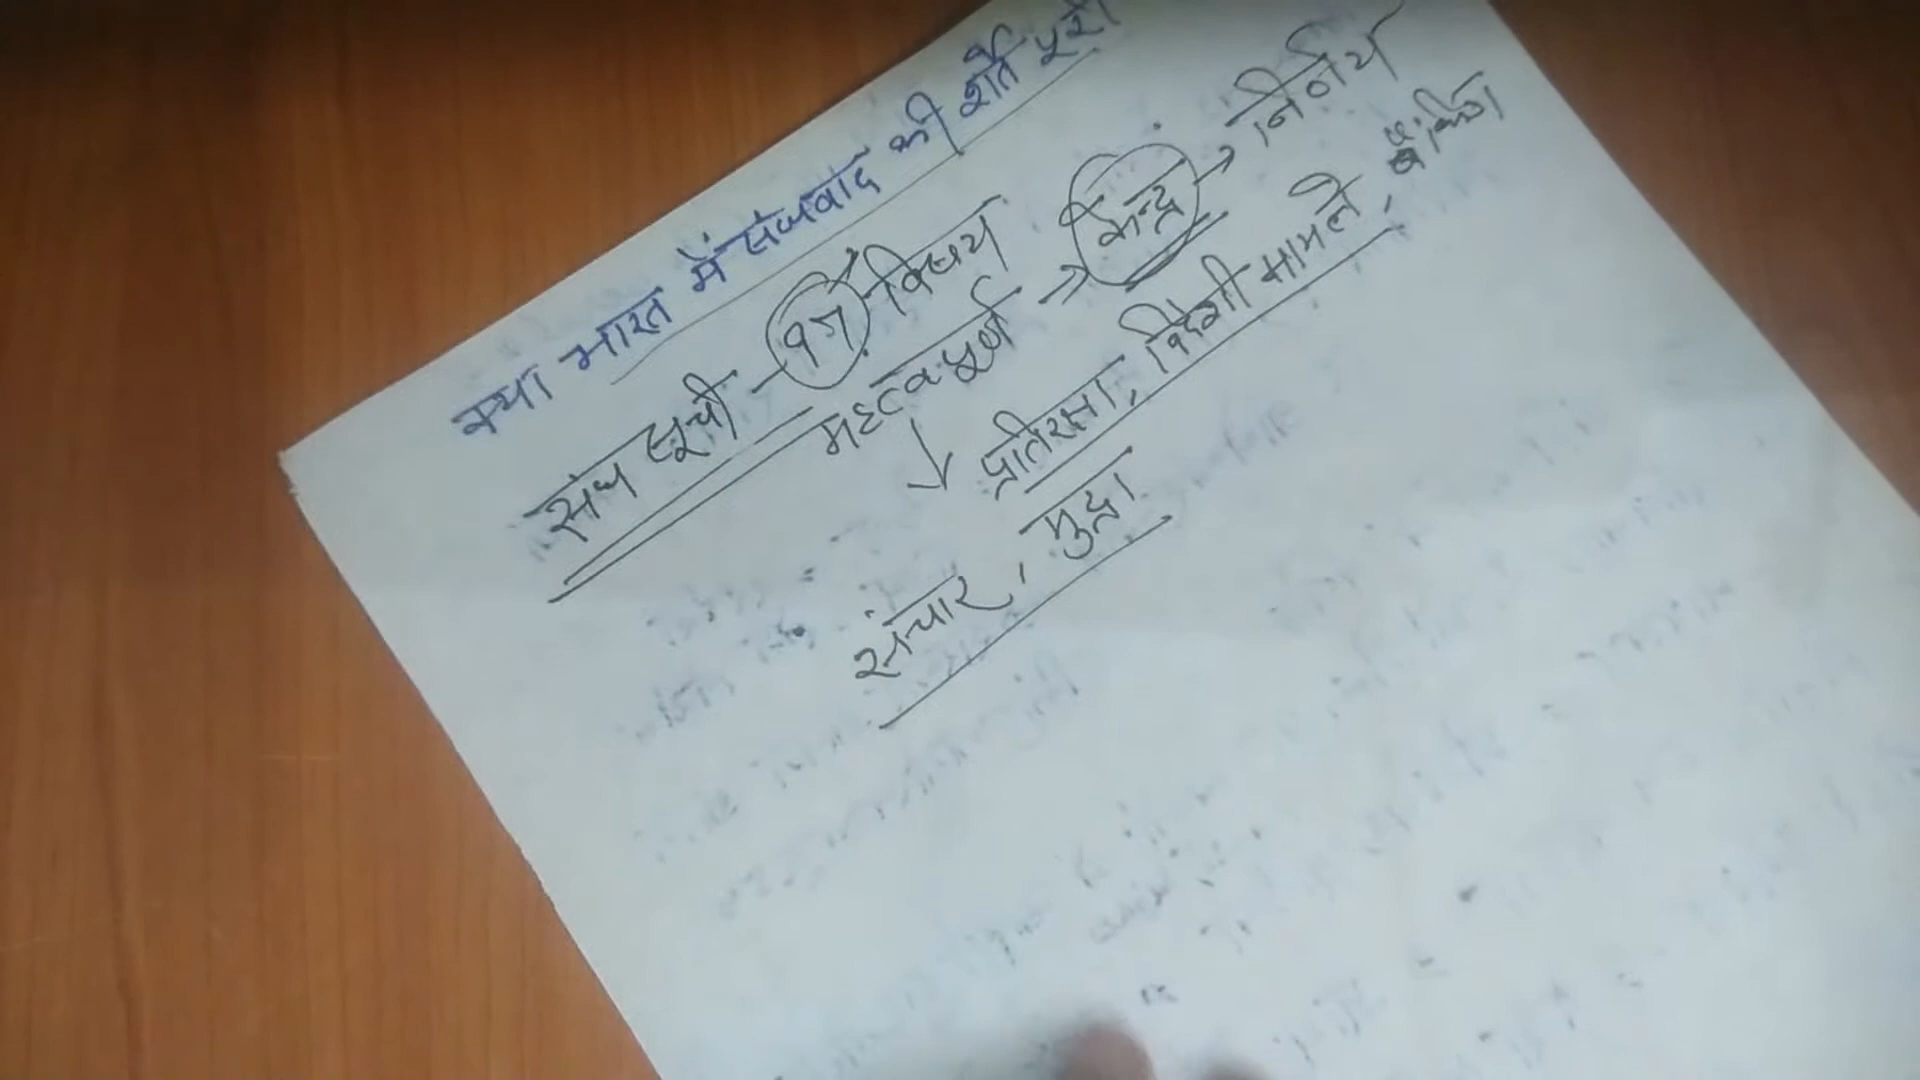 क्या भारत में संघवाद की शर्तें पूरी
संघ सूची - 97 विषय
महत्वपूर्ण → केन्द्र → निर्णय
↓ प्रतिरक्षा, विदेशी मामले, बैंकिंग
संचार, मुद्रा